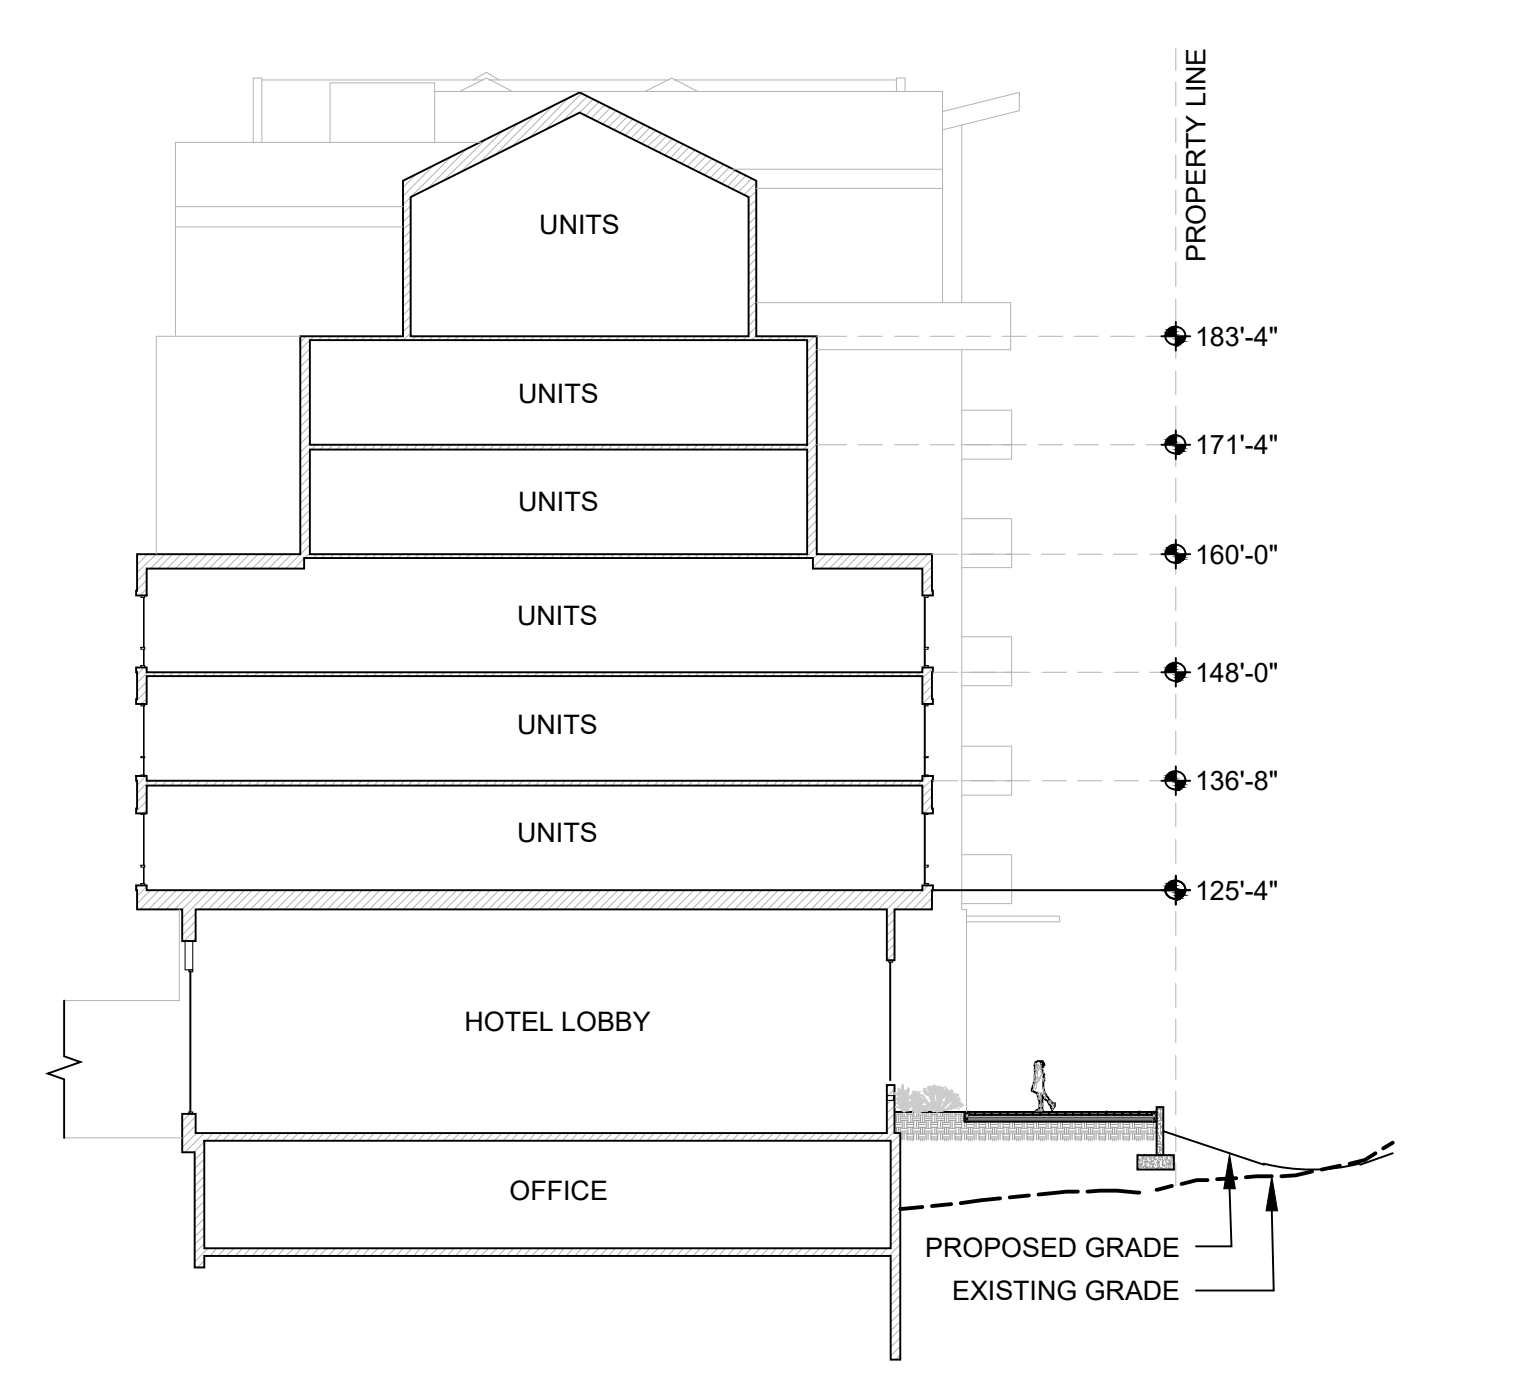 PROPERTY LINE
UNITS
183'-4"
UNITS
171'-4"
UNITS
160'-0"
UNITS
148'-0"
UNITS
136'-8"
UNITS
125'-4"
HOTEL LOBBY
OFFICE
PROPOSED GRADE
EXISTING GRADE